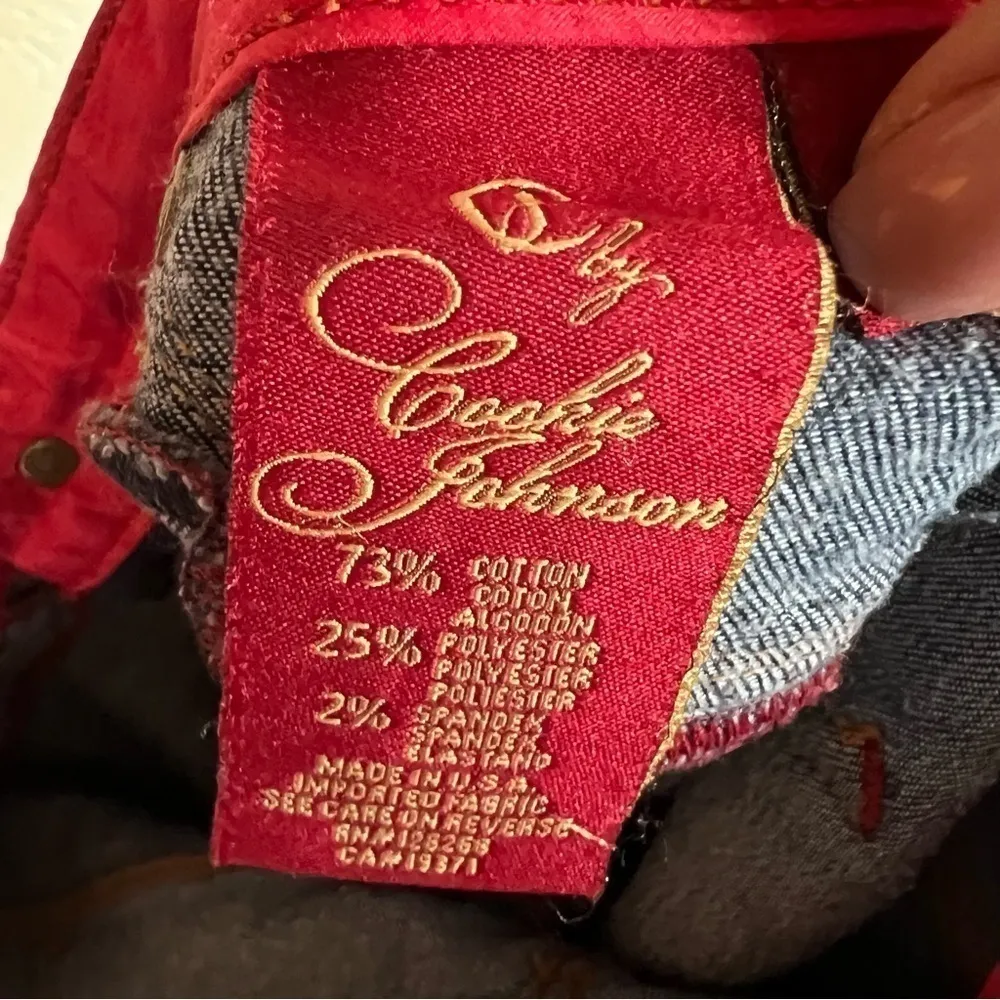 by
Cookie
Johnson
73% COTTON
COTON
ALGODON
25% POLYESTER
POLYESTER
POLIESTER
2% SPANDEX
SPANDEX
ELASTANO
MADE IN U.S.A
IMPORTED FABRIC
SEE CARE ON REVERSE
RN# 128268
CA# 19371